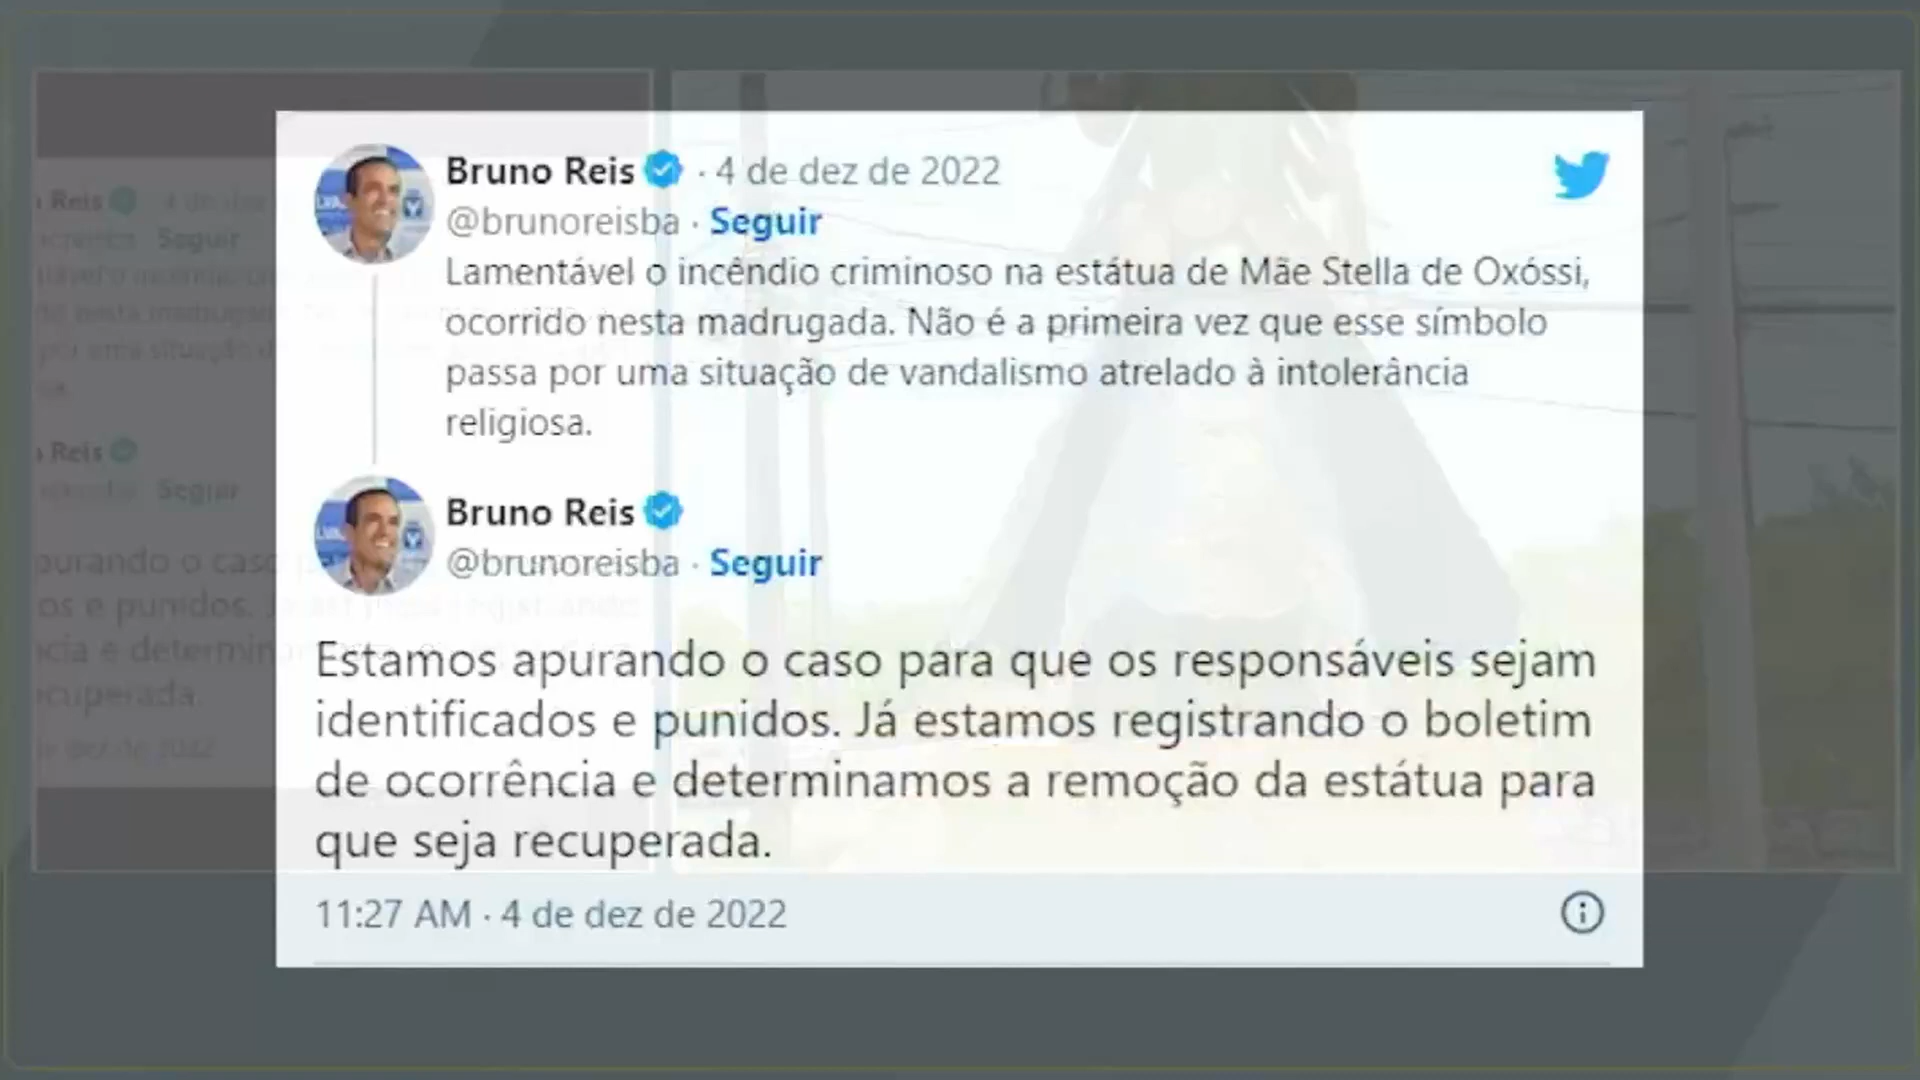 Bruno Reis · 4 de dez de 2022
@brunoreisba · Seguir
Lamentável o incêndio criminoso na estátua de Mãe Stella de Oxóssi,
ocorrido nesta madrugada. Não é a primeira vez que esse símbolo
passa por uma situação de vandalismo atrelado à intolerância
religiosa.
Bruno Reis
@brunoreisba · Seguir
Estamos apurando o caso para que os responsáveis sejam
identificados e punidos. Já estamos registrando o boletim
de ocorrência e determinamos a remoção da estátua para
que seja recuperada.
11:27 AM · 4 de dez de 2022